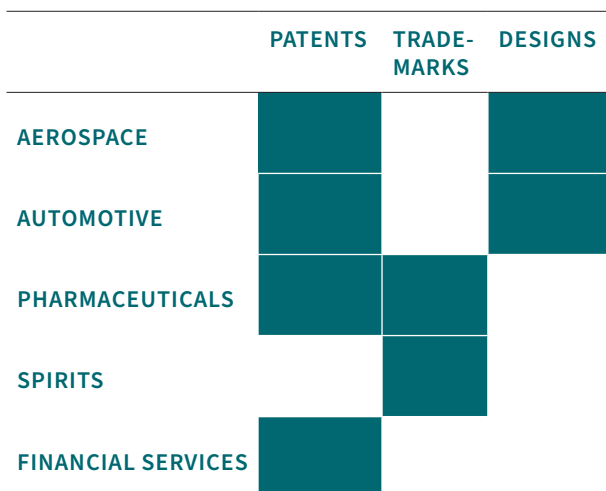 PATENTS TRADE- DESIGNS
MARKS
AEROSPACE
AUTOMOTIVE
PHARMACEUTICALS
SPIRITS
FINANCIAL SERVICES